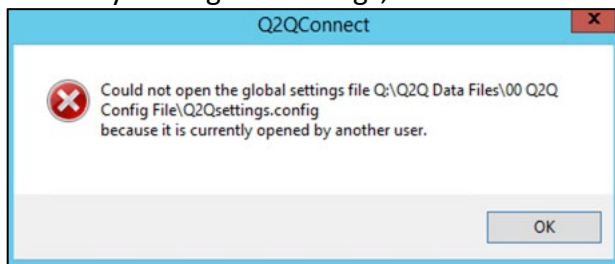 Q2QConnect
x
Could not open the global settings file Q:\Q2Q Data Files\00 Q2Q
Config File\Q2Qsettings.config
because it is currently opened by another user.
OK